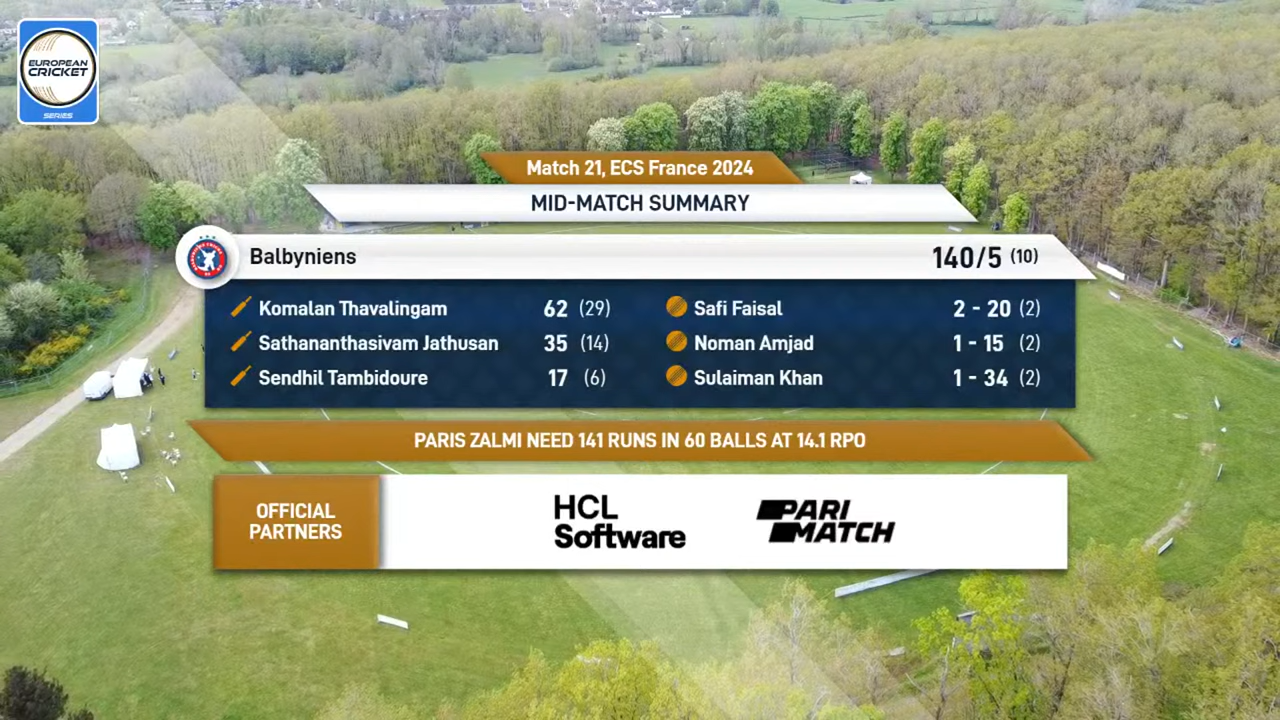 EUROPEAN
CRICKET
SERIES
Match 21, ECS France 2024
MID-MATCH SUMMARY
Balbyniens 140/5 (10)
Komalan Thavalingam 62 (29) Safi Faisal 2 - 20 (2)
Sathananthasivam Jathusan 35 (14) Noman Amjad 1 - 15 (2)
Sendhil Tambidoure 17 (6) Sulaiman Khan 1 - 34 (2)
PARIS ZALMI NEED 141 RUNS IN 60 BALLS AT 14.1 RPO
OFFICIAL
PARTNERS
HCL
Software
PARI
MATCH